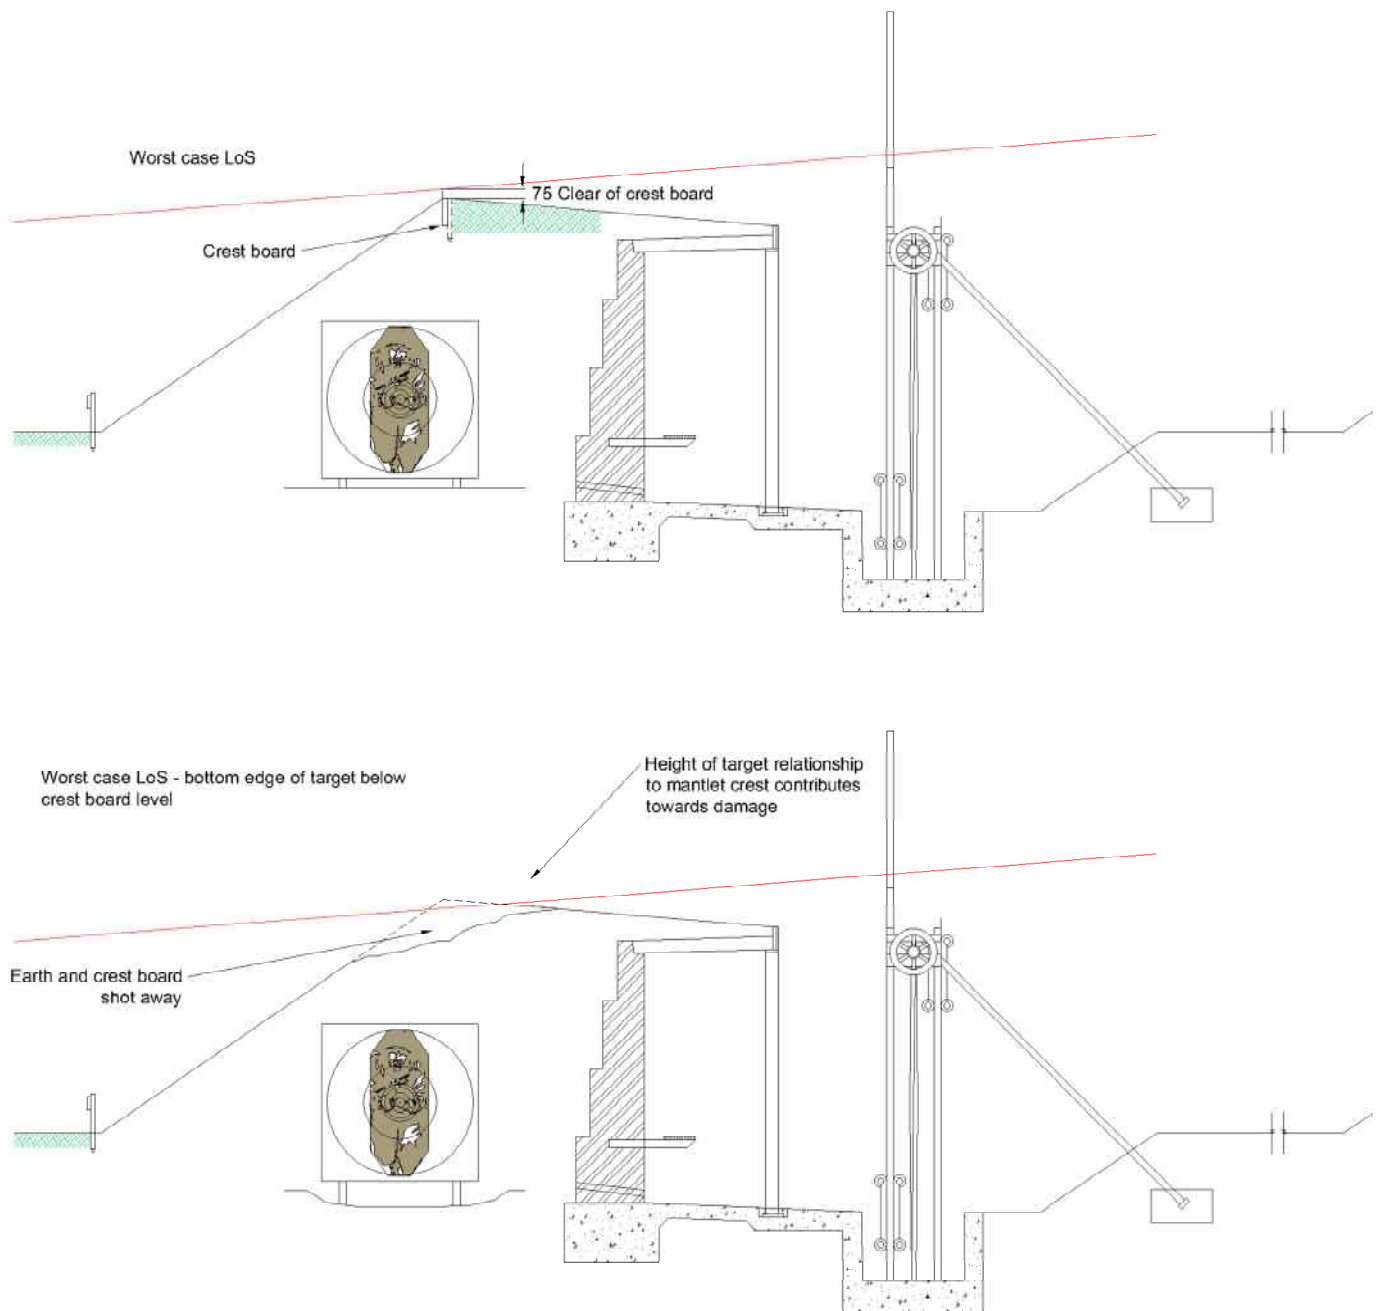 Worst case LoS
75 Clear of crest board
Crest board
Worst case LoS - bottom edge of target below
crest board level
Height of target relationship
to mantlet crest contributes
towards damage
Earth and crest board
shot away